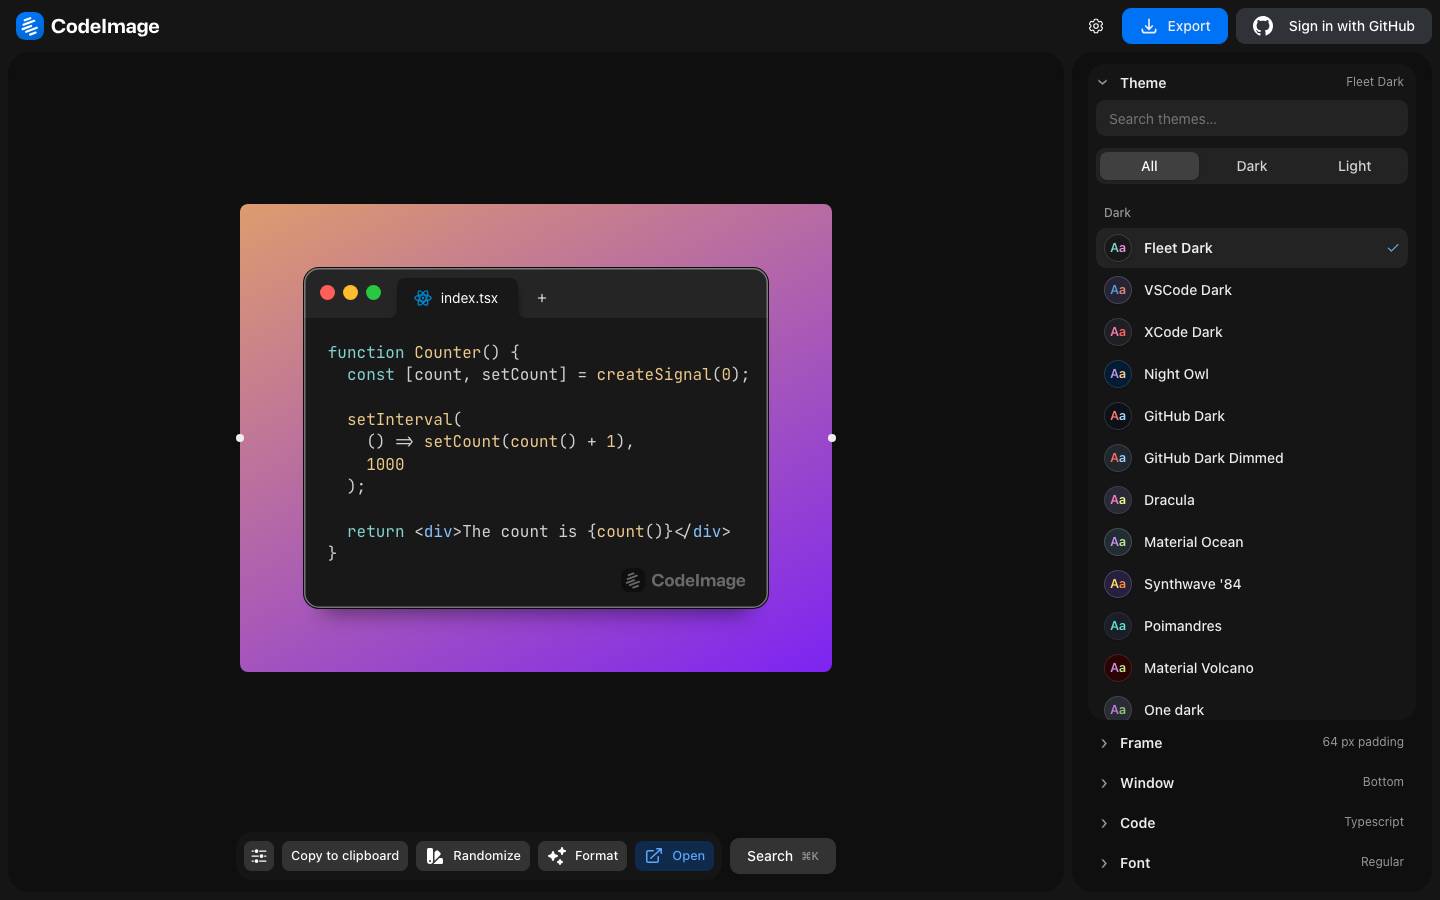 CodeImage
Export
Sign in with GitHub
index.tsx
+
function Counter() {
  const [count, setCount] = createSignal(0);

  setInterval(
    () => setCount(count() + 1),
    1000
  );

  return <div>The count is {count()}</div>
}
CodeImage
Copy to clipboard
Randomize
Format
Open
Search ⌘K
Theme
Fleet Dark
Search themes...
All
Dark
Light
Dark
Aa Fleet Dark
Aa VSCode Dark
Aa XCode Dark
Aa Night Owl
Aa GitHub Dark
Aa GitHub Dark Dimmed
Aa Dracula
Aa Material Ocean
Aa Synthwave '84
Aa Poimandres
Aa Material Volcano
Aa One dark
Frame
64 px padding
Window
Bottom
Code
Typescript
Font
Regular